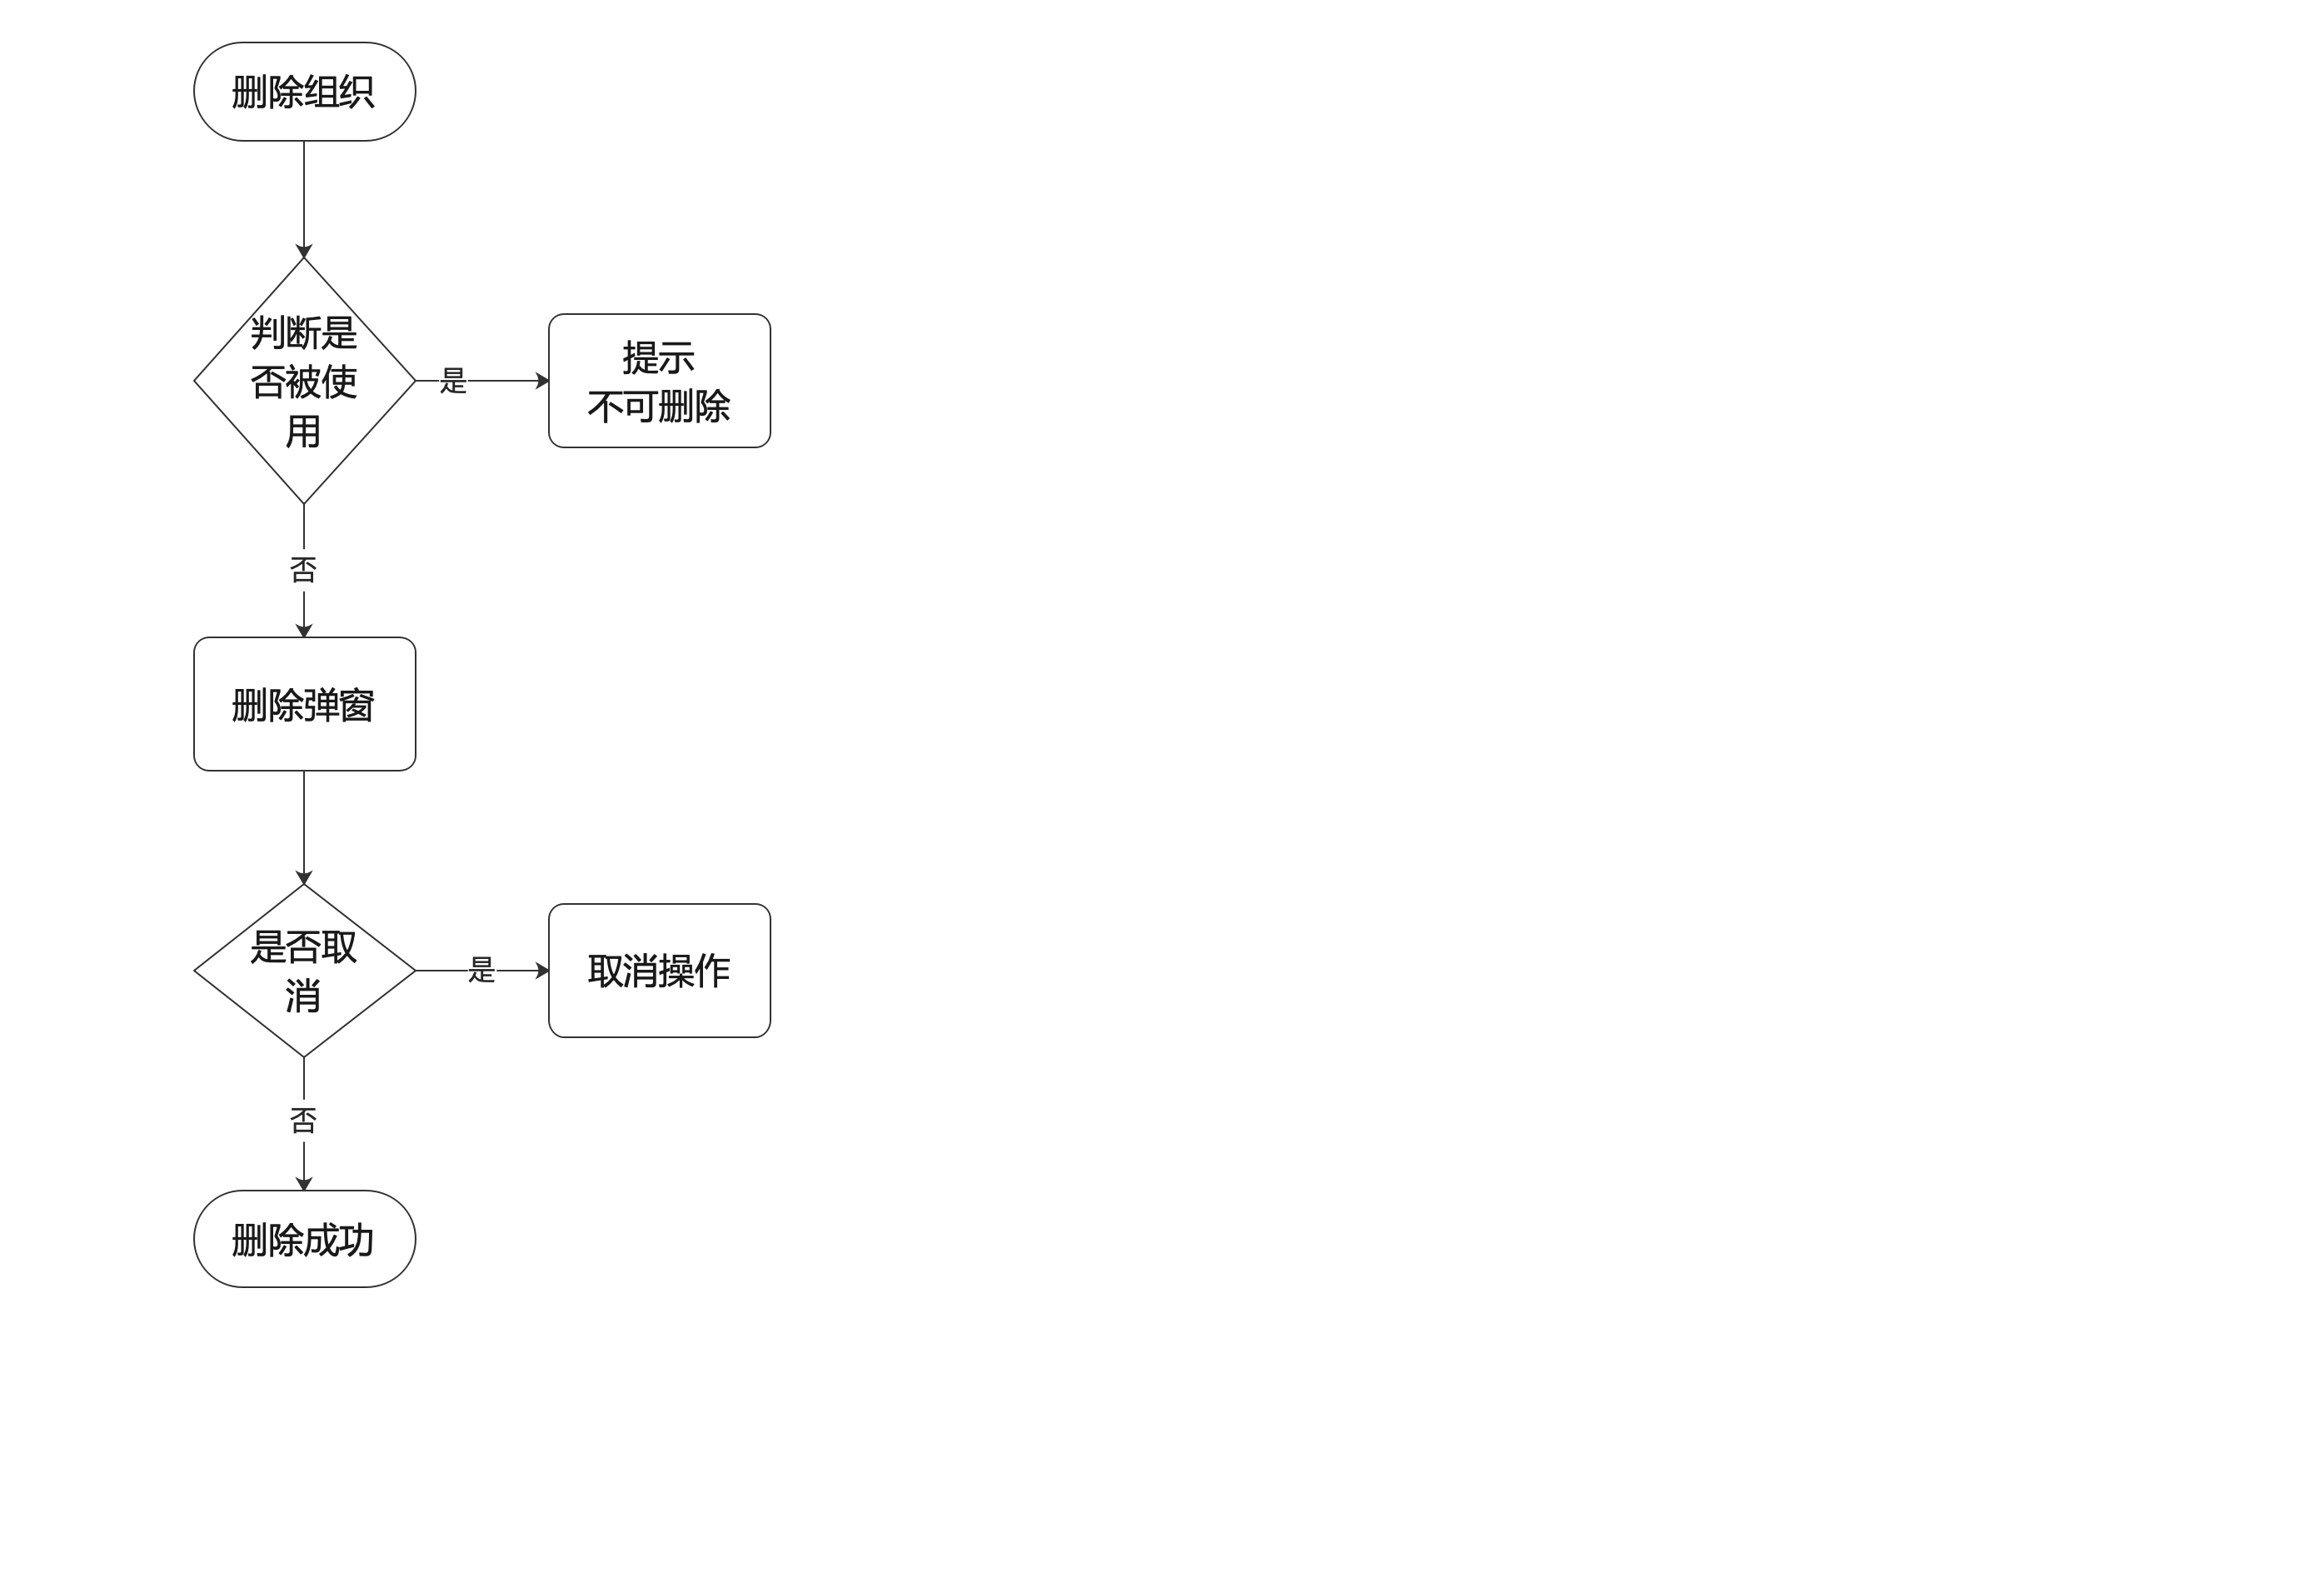 删除组织
判断是
否被使
用
是
提示
不可删除
否
删除弹窗
是否取
消
是
取消操作
否
删除成功